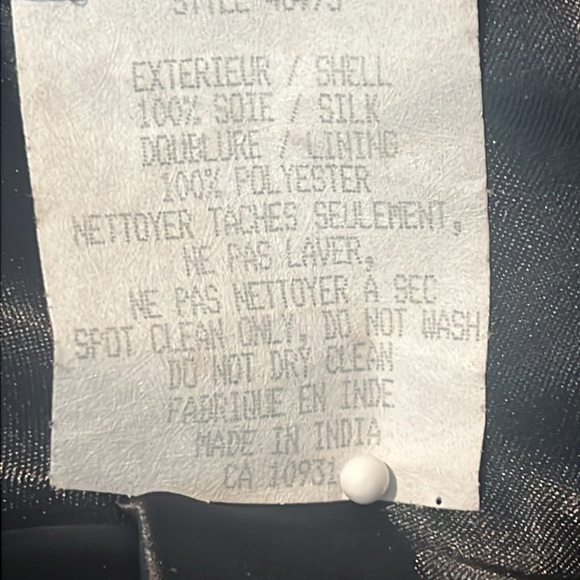 STYLE
EXTERIEUR / SHELL
100% SOIE / SILK
DOUBLURE / LINING
100% POLYESTER
NETTOYER TACHES SEULEMENT,
NE PAS LAVER,
NE PAS NETTOYER À SEC
SPOT CLEAN ONLY, DO NOT WASH
DO NOT DRY CLEAN
FABRIQUE EN INDE
MADE IN INDIA
CA 10931